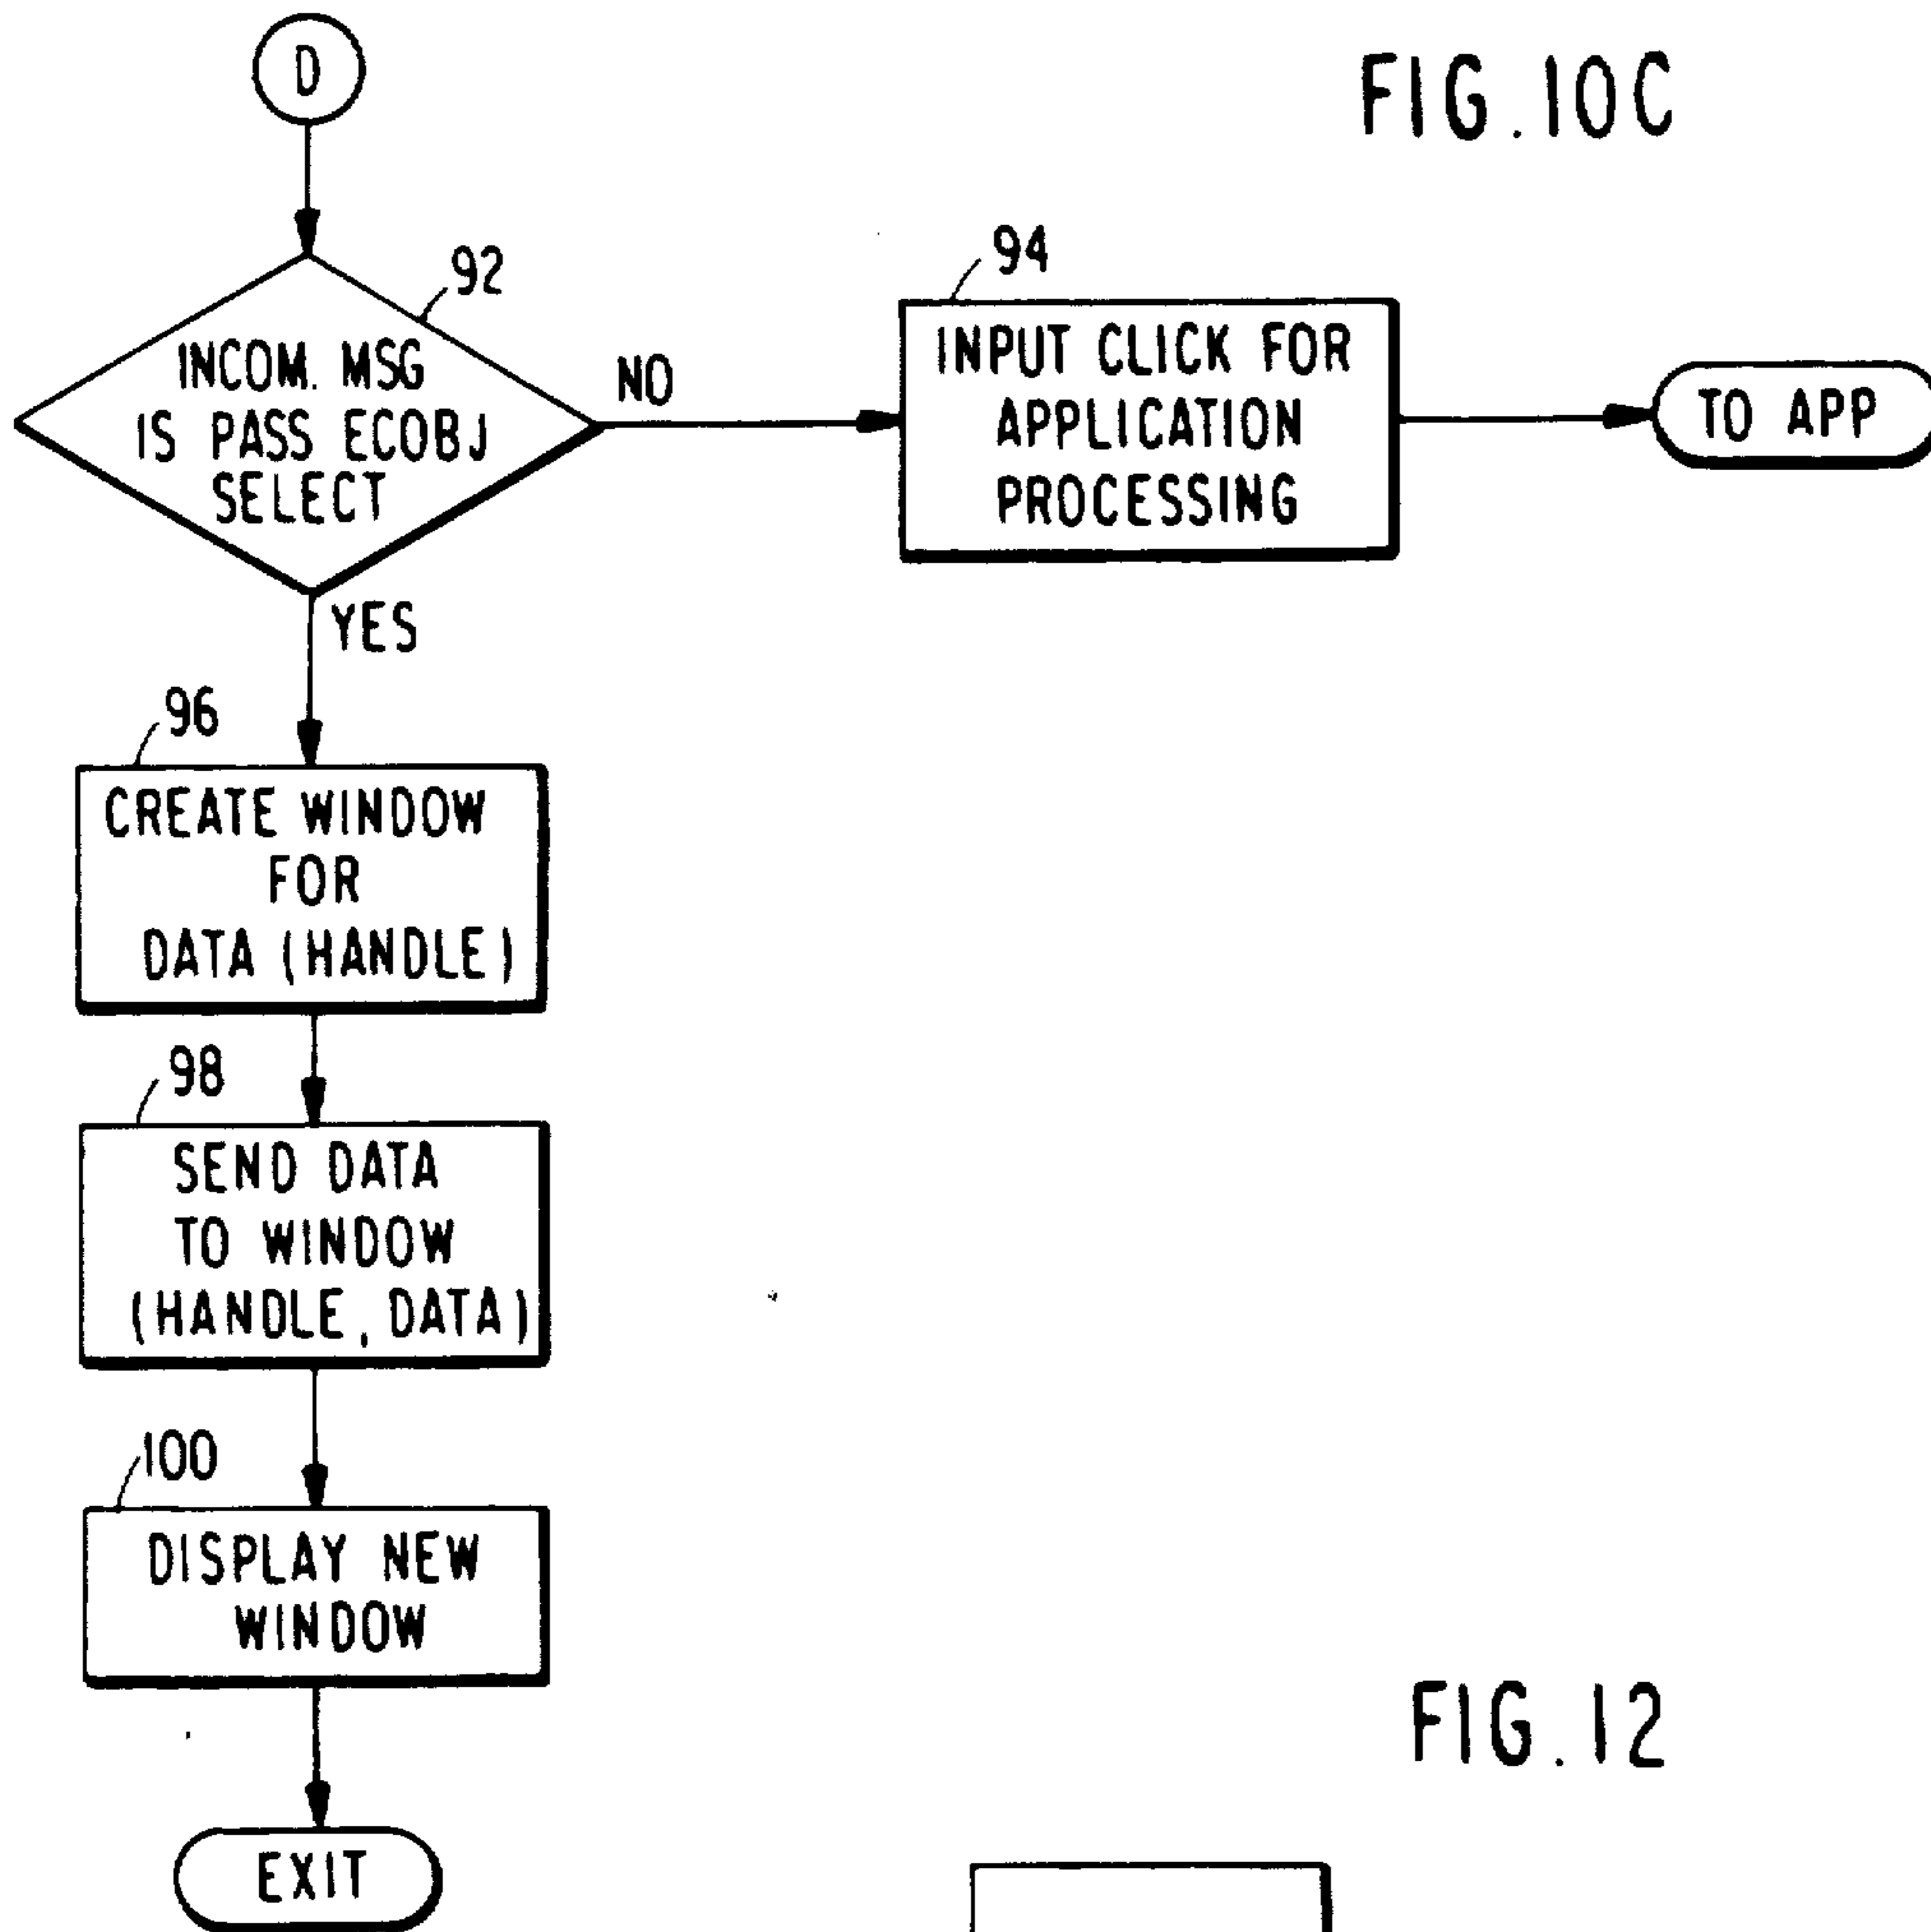 D
FIG.10C
92
INCOM. MSG
IS PASS ECOBJ
SELECT
NO
94
INPUT CLICK FOR
APPLICATION
PROCESSING
TO APP
YES
96
CREATE WINDOW
FOR
DATA (HANDLE)
98
SEND DATA
TO WINDOW
(HANDLE, DATA)
100
DISPLAY NEW
WINDOW
EXIT
FIG.12